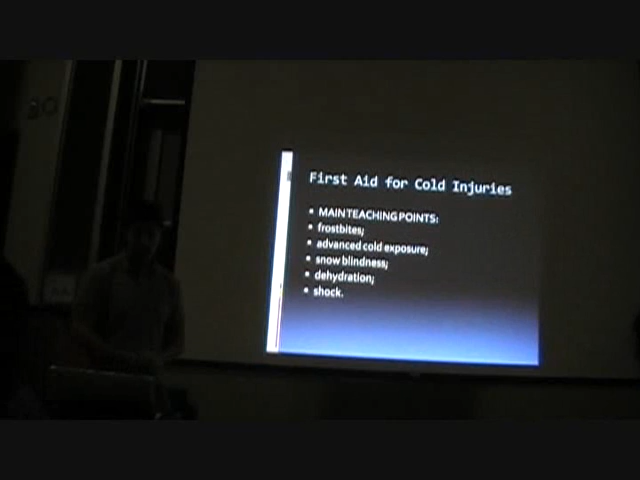 First Aid for Cold Injuries
MAIN TEACHING POINTS:
frostbites;
advanced cold exposure;
snow blindness;
dehydration;
shock.